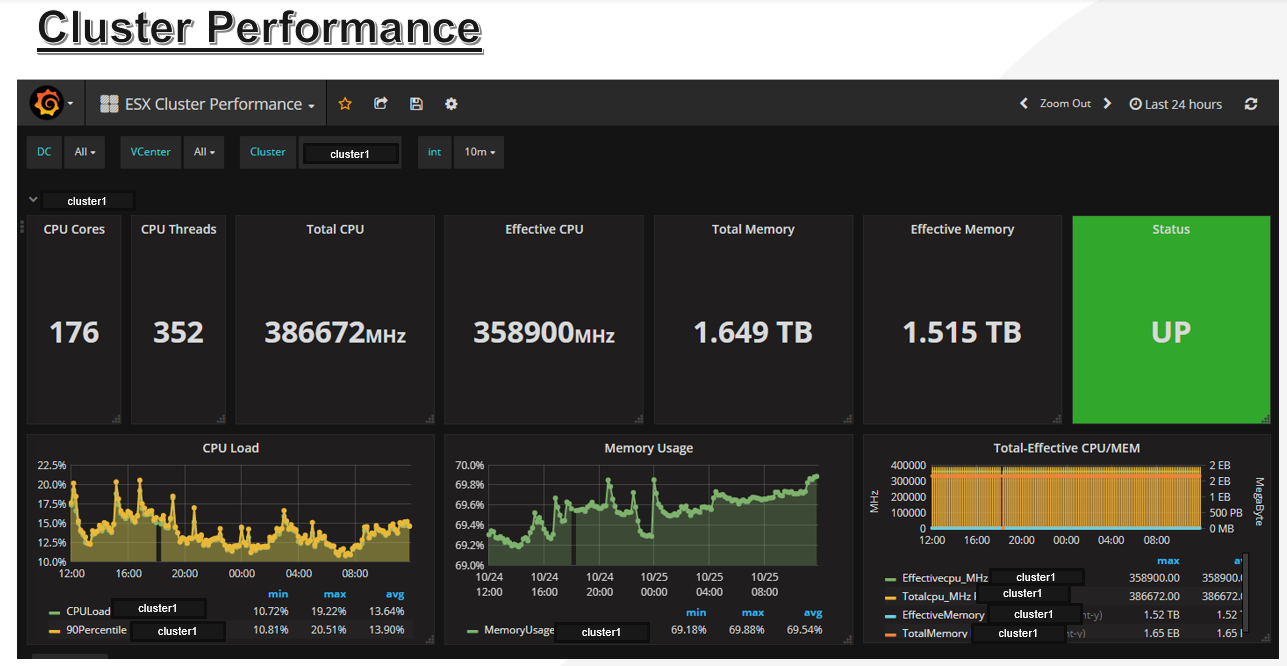 Cluster Performance
ESX Cluster Performance
Zoom Out
Last 24 hours
DC All VCenter All Cluster cluster1 int 10m
cluster1
CPU Cores CPU Threads Total CPU Effective CPU Total Memory Effective Memory Status
176 352 386672MHz 358900MHz 1.649 TB 1.515 TB UP
CPU Load
22.5%
20.0%
17.5%
15.0%
12.5%
10.0%
12:00 16:00 20:00 00:00 04:00 08:00
min max avg
CPULoad cluster1 10.72% 19.22% 13.64%
90Percentile cluster1 10.81% 20.51% 13.90%
Memory Usage
70.0%
69.8%
69.6%
69.4%
69.2%
69.0%
10/24 10/24 10/24 10/25 10/25 10/25
12:00 16:00 20:00 00:00 04:00 08:00
min max avg
MemoryUsage cluster1 69.18% 69.88% 69.54%
Total-Effective CPU/MEM
MHz
400000
300000
200000
100000
0
2 EB
2 EB
1 EB
500 PB
0 MB
MegaByte
12:00 16:00 20:00 00:00 04:00 08:00
max
Effectivecpu_MHz cluster1 358900.00 358900.
Totalcpu_MHz cluster1 386672.00 386672.
EffectiveMemory cluster1 nt-y) 1.52 TB 1.52
TotalMemory cluster1 nt-y) 1.65 EB 1.65